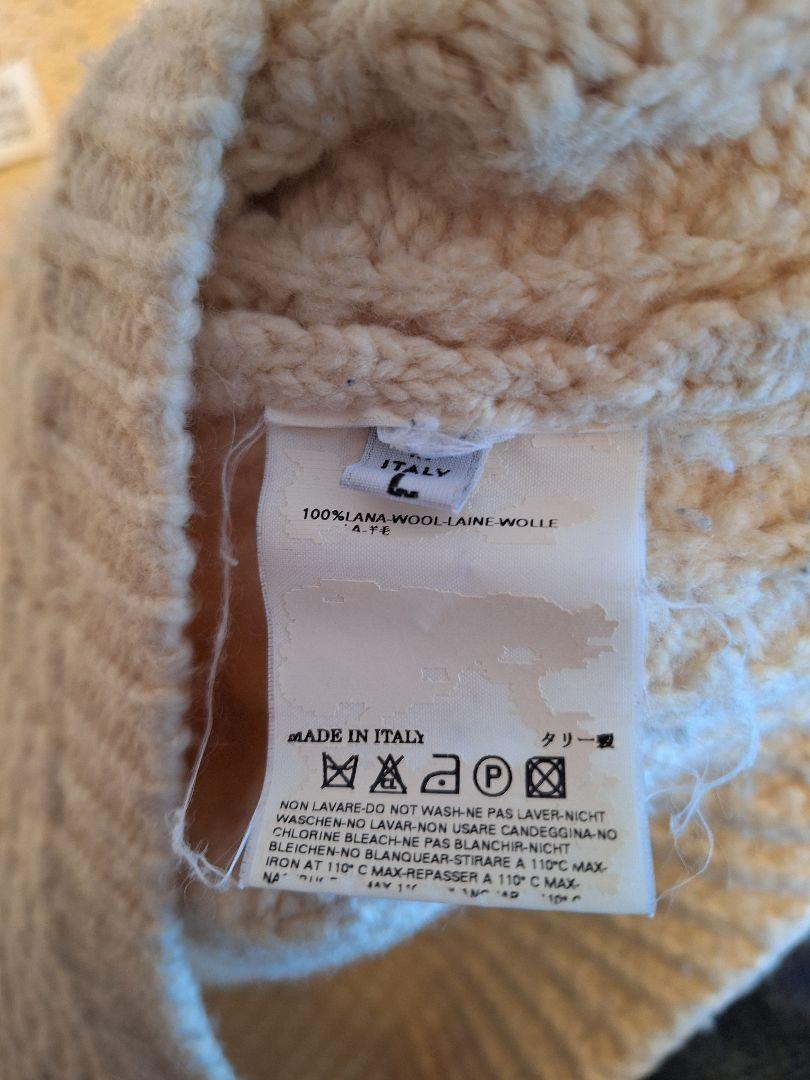 ITALY
L
100%LANA-WOOL-LAINE-WOLLE
羊毛
MADE IN ITALY
タリー製
P
NON LAVARE-DO NOT WASH-NE PAS LAVER-NICHT
WASCHEN-NO LAVAR-NON USARE CANDEGGINA-NO
CHLORINE BLEACH-NE PAS BLANCHIR-NICHT
BLEICHEN-NO BLANQUEAR-STIRARE A 110°C MAX-
IRON AT 110° C MAX-REPASSER A 110° C MAX-